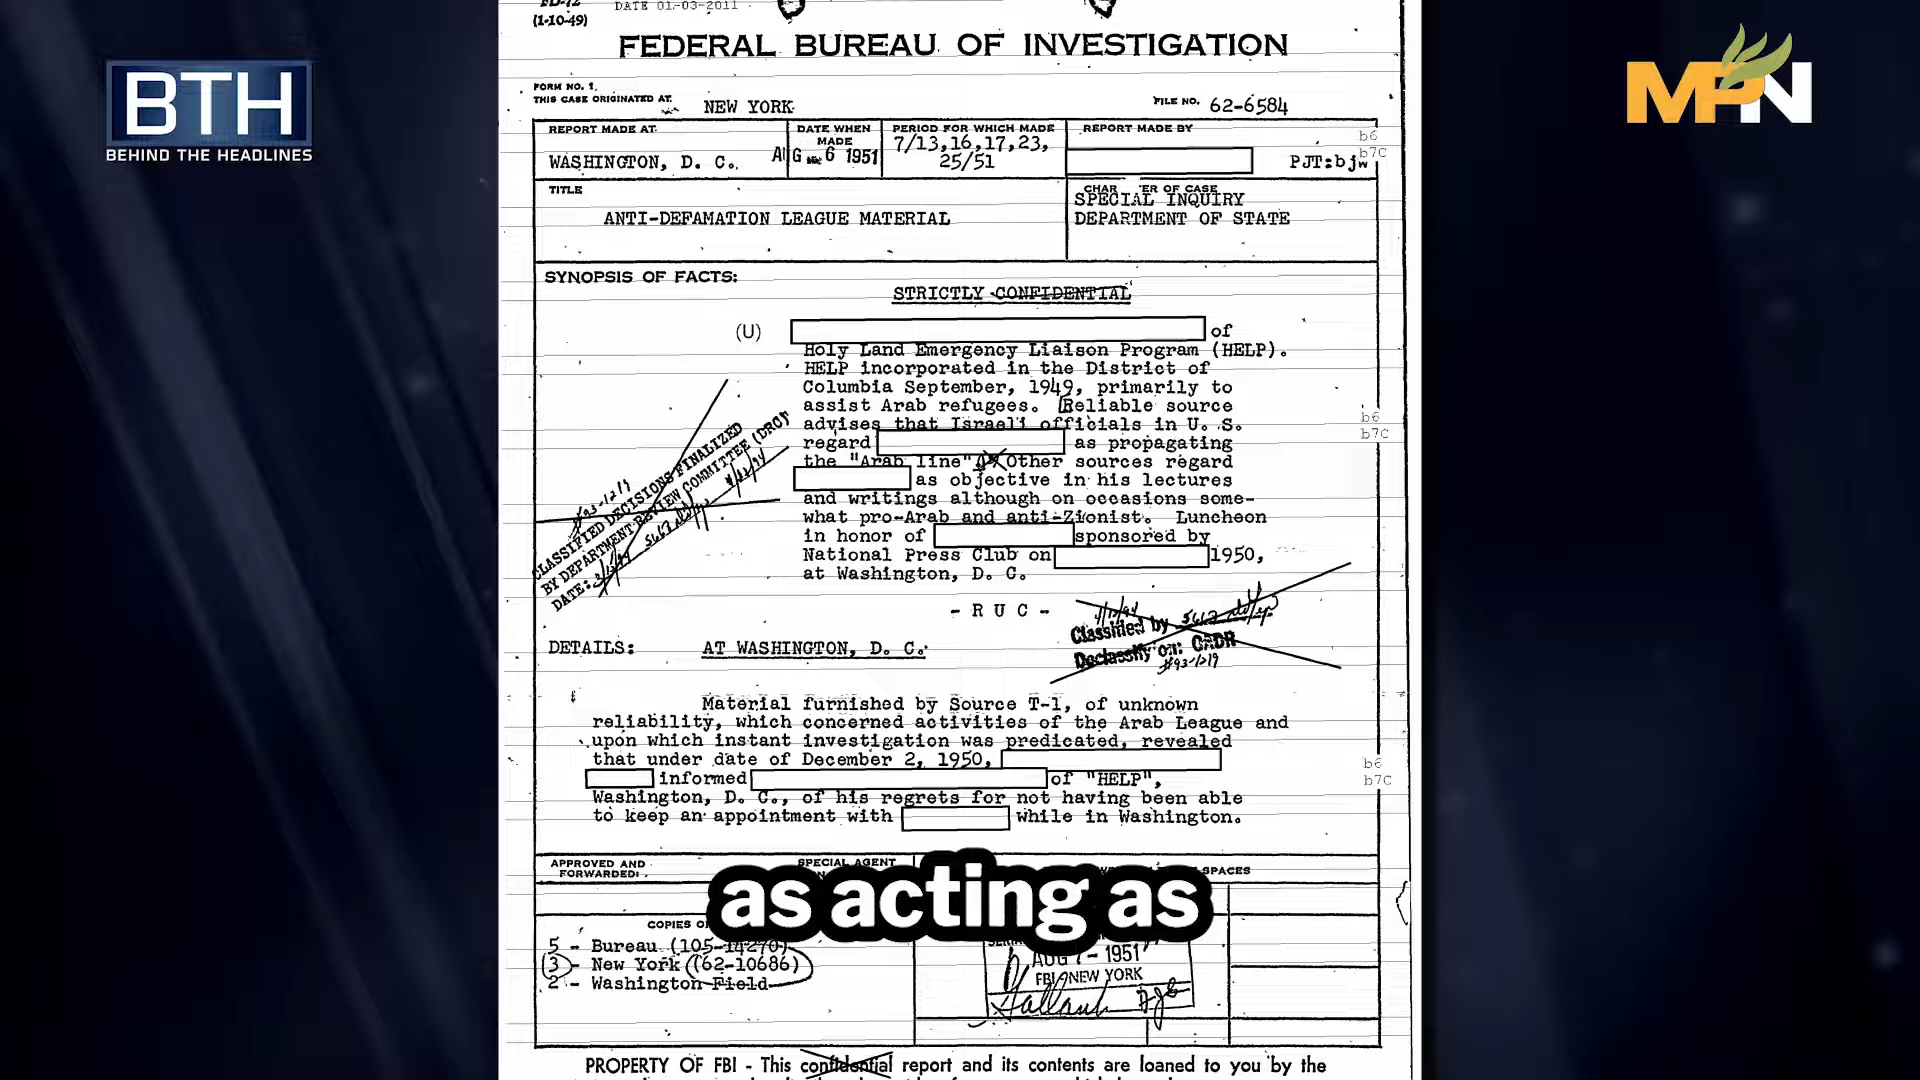 BTH
BEHIND THE HEADLINES
MPN
FD-72
(1-10-49)
DATE 01-03-2011
FEDERAL BUREAU OF INVESTIGATION
FORM NO. 1.
THIS CASE ORIGINATED AT. NEW YORK FILE NO. 62-6584
REPORT MADE AT.
WASHINGTON, D. C.
DATE WHEN
MADE
6 1951
PERIOD FOR WHICH MADE
7/13,16,17,23,
25/51
REPORT MADE BY
PJT:bjw
b6
b7C
TITLE
ANTI-DEFAMATION LEAGUE MATERIAL
CHAR TER OF CASE
SPECIAL INQUIRY
DEPARTMENT OF STATE
SYNOPSIS OF FACTS:
STRICTLY CONFIDENTIAL
(U) of
Holy Land Emergency Liaison Program (HELP).
HELP incorporated in the District of
Columbia September, 1949, primarily to
assist Arab refugees. Reliable source
advises that Israeli officials in U. S.
regard as propagating
the "Arab line". Other sources regard
as objective in his lectures
and writings although on occasions some-
what pro-Arab and anti-Zionist. Luncheon
in honor of sponsored by
National Press Club on 1950,
at Washington, D. C.
b6
b7C
CLASSIFIED DECISIONS FINALIZED
BY DEPARTMENT REVIEW COMMITTEE (DRC)
DATE:
- R U C -
Classified by
Declassify on: OADR
DETAILS: AT WASHINGTON, D. C.
Material furnished by Source T-1, of unknown
reliability, which concerned activities of the Arab League and
upon which instant investigation was predicated, revealed
that under date of December 2, 1950,
informed of "HELP",
Washington, D. C., of his regrets for not having been able
to keep an appointment with while in Washington.
b6
b7C
APPROVED AND
FORWARDED:
SPECIAL AGENT
SPACES
as acting as
COPIES
5 - Bureau (105-14270)
3 - New York (62-10686)
2 - Washington Field
AUG 7 - 1951
FBI NEW YORK
PROPERTY OF FBI - This confidential report and its contents are loaned to you by the